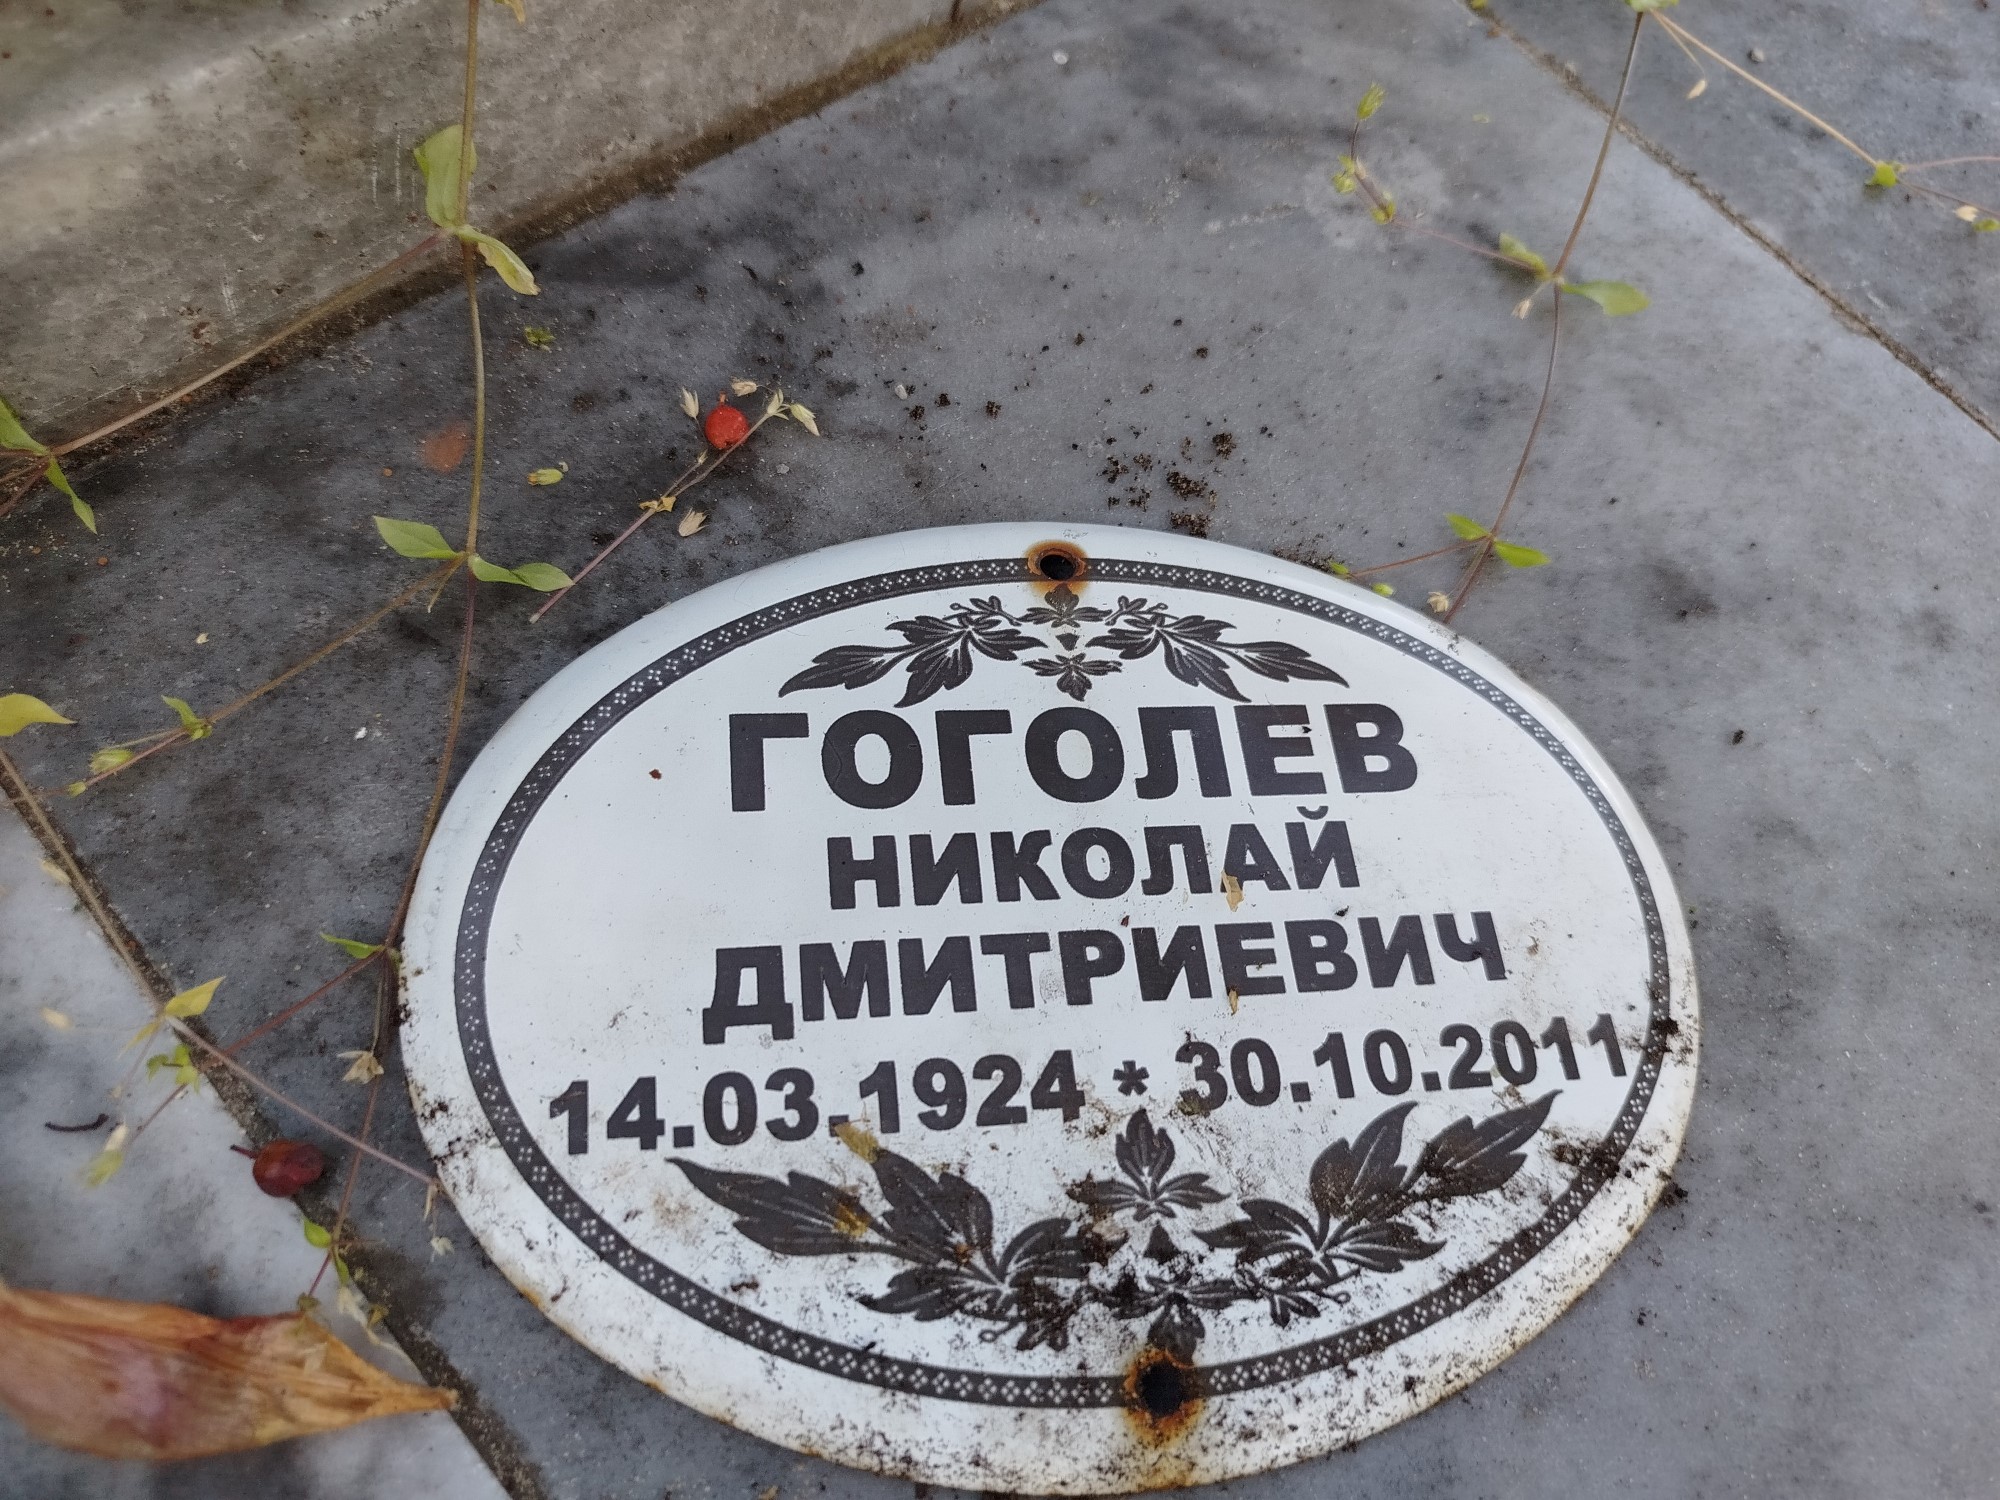 ГОГОЛЕВ
НИКОЛАЙ
ДМИТРИЕВИЧ
14.03.1924 * 30.10.2011